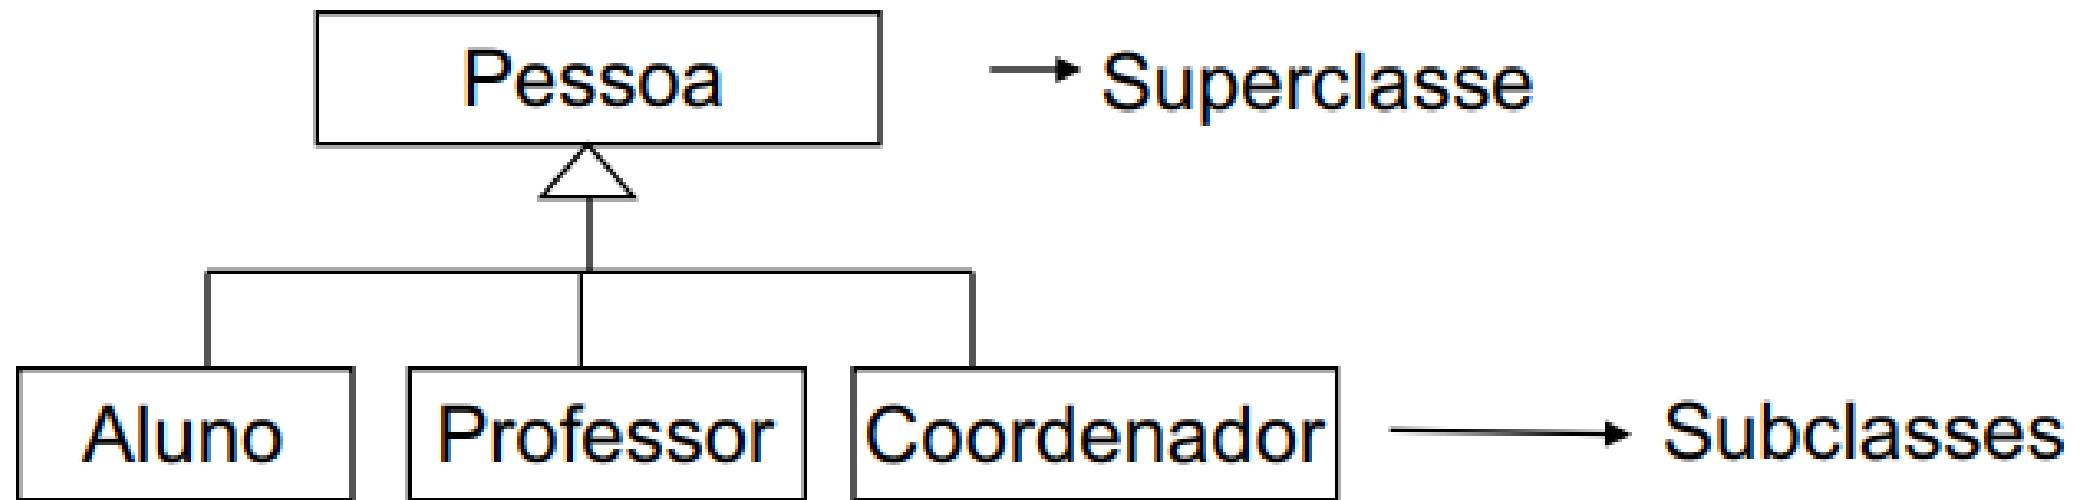 Pessoa
Superclasse
Aluno
Professor
Coordenador
Subclasses